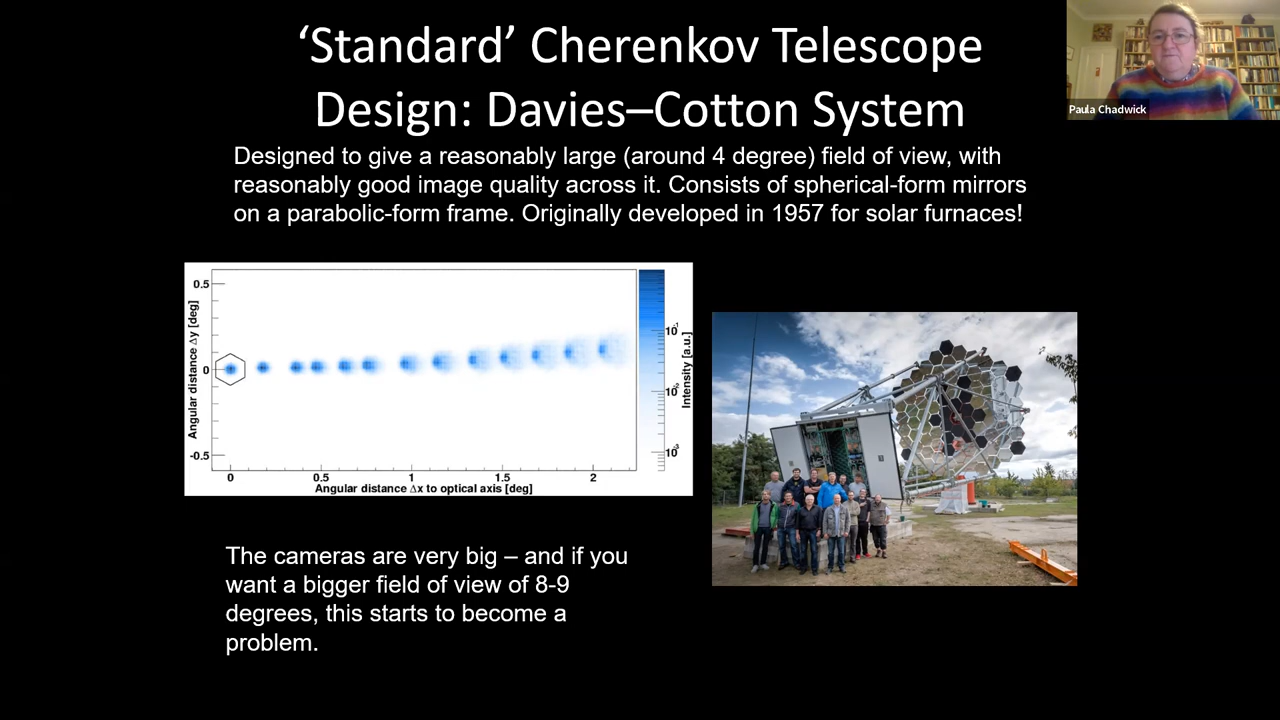 ‘Standard’ Cherenkov Telescope
Design: Davies–Cotton System
Paula Chadwick
Designed to give a reasonably large (around 4 degree) field of view, with
reasonably good image quality across it. Consists of spherical-form mirrors
on a parabolic-form frame. Originally developed in 1957 for solar furnaces!
0.5
0
-0.5
Angular distance Δy [deg]
0
0.5
1
1.5
2
Angular distance Δx to optical axis [deg]
Intensity [a.u.]
The cameras are very big – and if you
want a bigger field of view of 8-9
degrees, this starts to become a
problem.